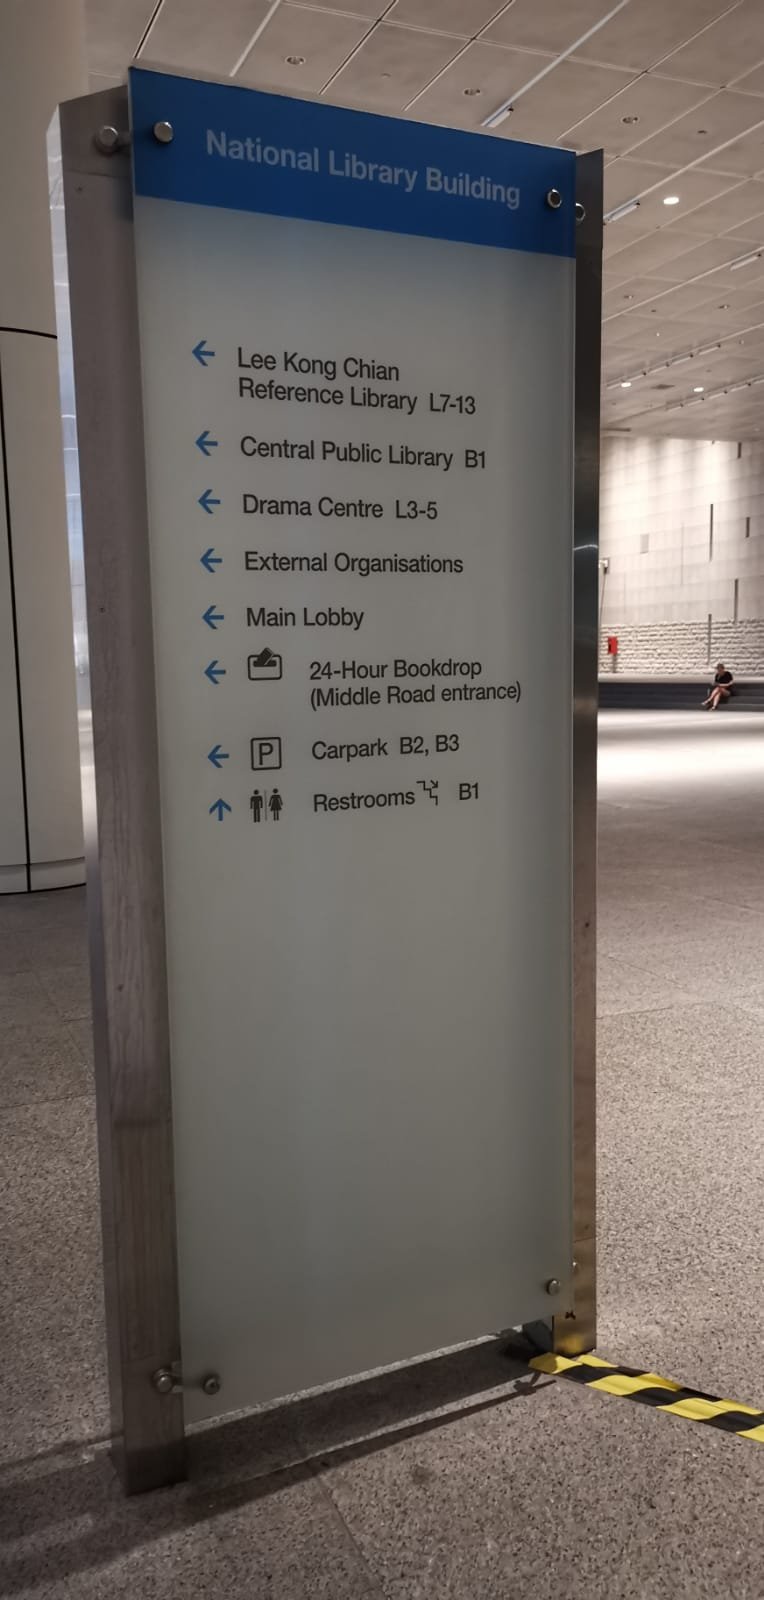 National Library Building
← Lee Kong Chian
Reference Library L7-13
← Central Public Library B1
← Drama Centre L3-5
← External Organisations
← Main Lobby
← 24-Hour Bookdrop
(Middle Road entrance)
← P Carpark B2, B3
↑ Restrooms B1